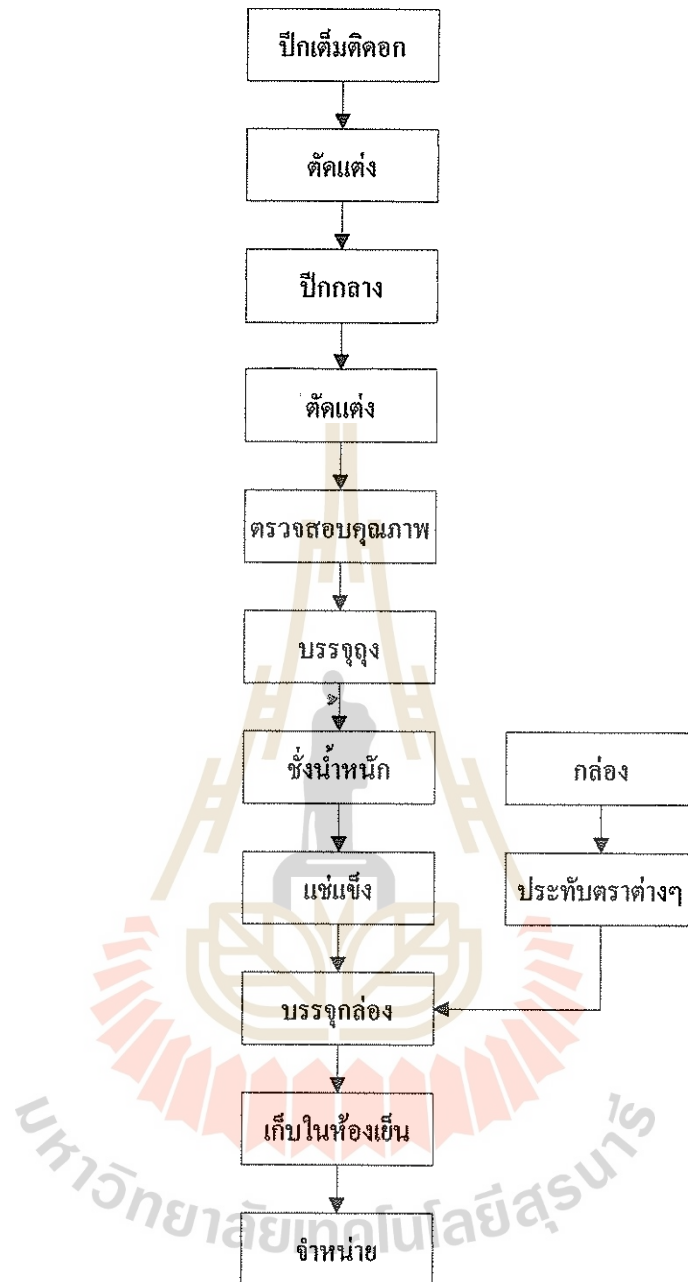 ปีกเต็มติดอก
ตัดแต่ง
ปีกกลาง
ตัดแต่ง
ตรวจสอบคุณภาพ
บรรจุถุง
ชั่งน้ำหนัก
กล่อง
แช่แข็ง
ประทับตราต่างๆ
บรรจุกล่อง
เก็บในห้องเย็น
จำหน่าย
มหาวิทยาลัยเทคโนโลยีสุรนารี